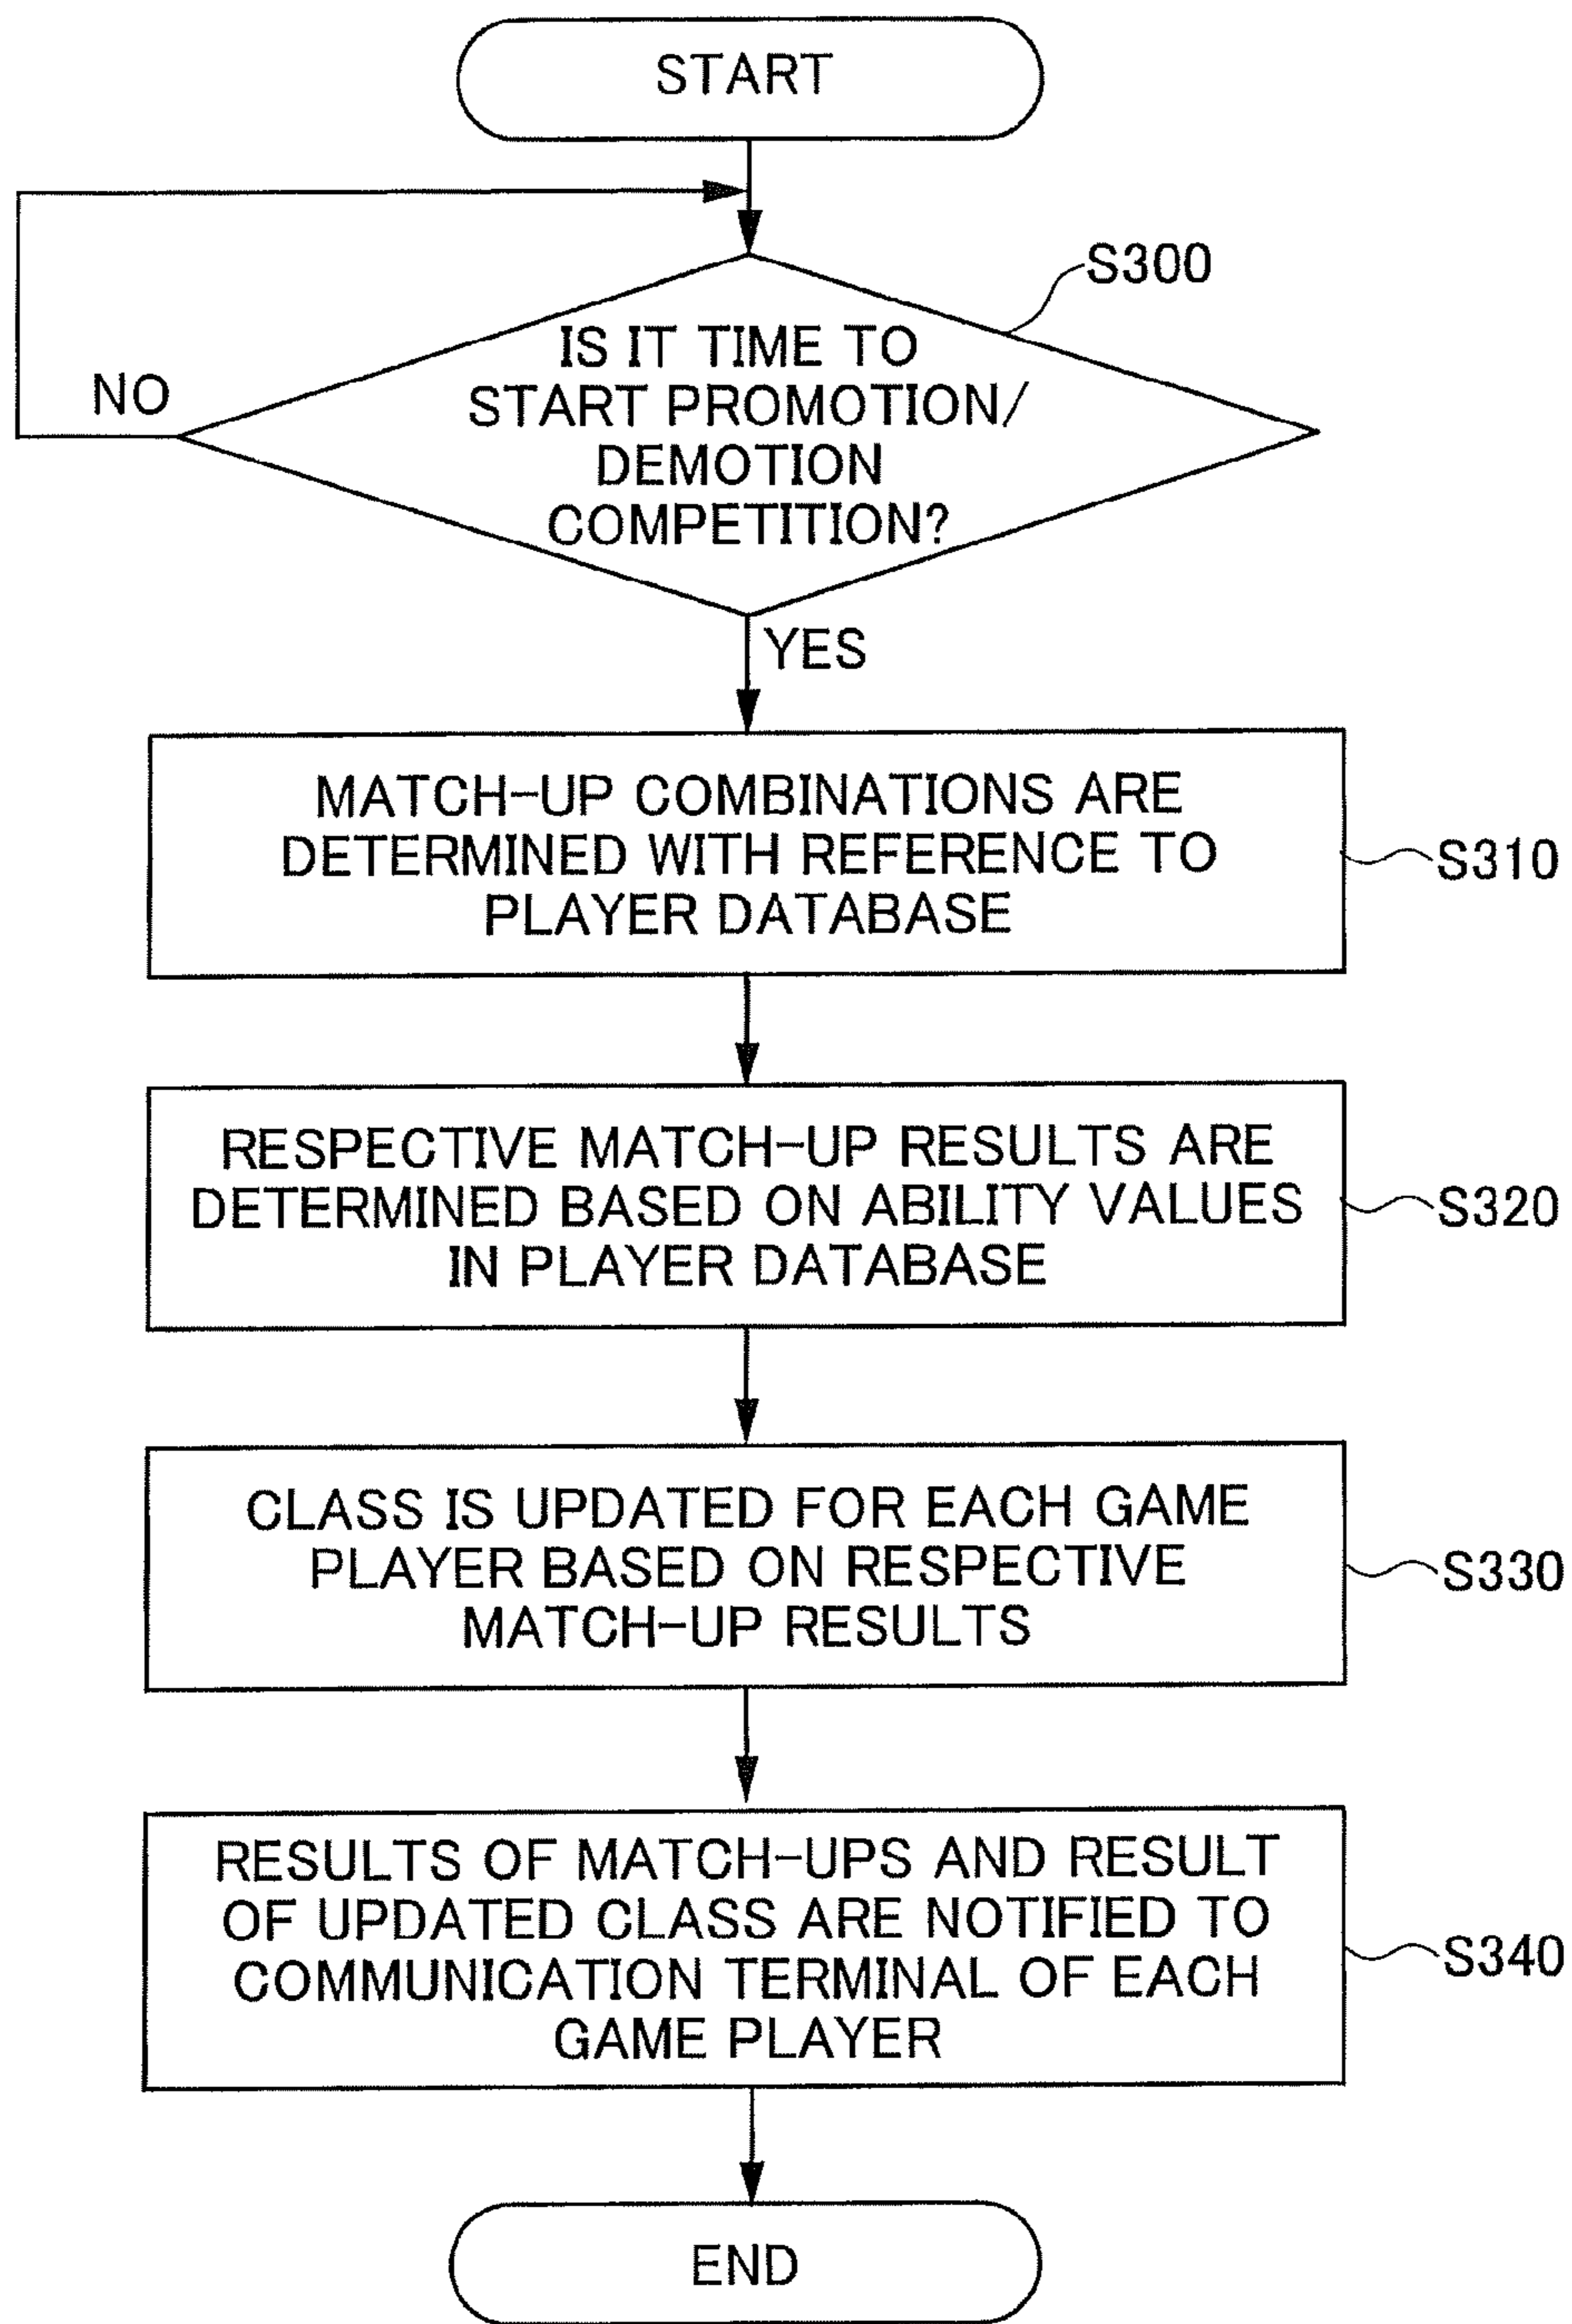 START
S300
IS IT TIME TO
START PROMOTION/
DEMOTION
COMPETITION?
NO
YES
MATCH-UP COMBINATIONS ARE
DETERMINED WITH REFERENCE TO
PLAYER DATABASE
S310
RESPECTIVE MATCH-UP RESULTS ARE
DETERMINED BASED ON ABILITY VALUES
IN PLAYER DATABASE
S320
CLASS IS UPDATED FOR EACH GAME
PLAYER BASED ON RESPECTIVE
MATCH-UP RESULTS
S330
RESULTS OF MATCH-UPS AND RESULT
OF UPDATED CLASS ARE NOTIFIED TO
COMMUNICATION TERMINAL OF EACH
GAME PLAYER
S340
END